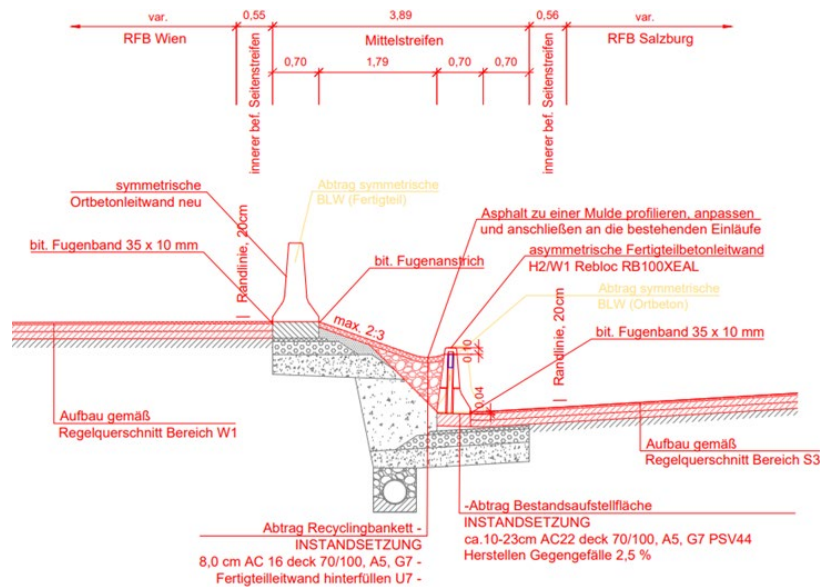 var.
0,55
3,89
0,56
var.
RFB Wien
Mittelstreifen
RFB Salzburg
0,70
1,79
0,70
0,70
innerer bef. Seitenstreifen
innerer bef. Seitenstreifen
symmetrische
Ortbetonleitwand neu
Abtrag symmetrische
BLW (Fertigteil)
Asphalt zu einer Mulde profilieren, anpassen
und anschließen an die bestehenden Einläufe
bit. Fugenband 35 x 10 mm
Randlinie, 20cm
bit. Fugenanstrich
asymmetrische Fertigteilbetonleitwand
H2/W1 Rebloc RB100XEAL
Abtrag symmetrische
BLW (Ortbeton)
max. 2:3
0,10
bit. Fugenband 35 x 10 mm
Randlinie, 20cm
0,04
Aufbau gemäß
Regelquerschnitt Bereich W1
Aufbau gemäß
Regelquerschnitt Bereich S3
Abtrag Recyclingbankett -
INSTANDSETZUNG
8,0 cm AC 16 deck 70/100, A5, G7 -
Fertigteilleitwand hinterfüllen U7 -
-Abtrag Bestandsaufstellfläche
INSTANDSETZUNG
ca.10-23cm AC22 deck 70/100, A5, G7 PSV44
Herstellen Gegengefälle 2,5 %